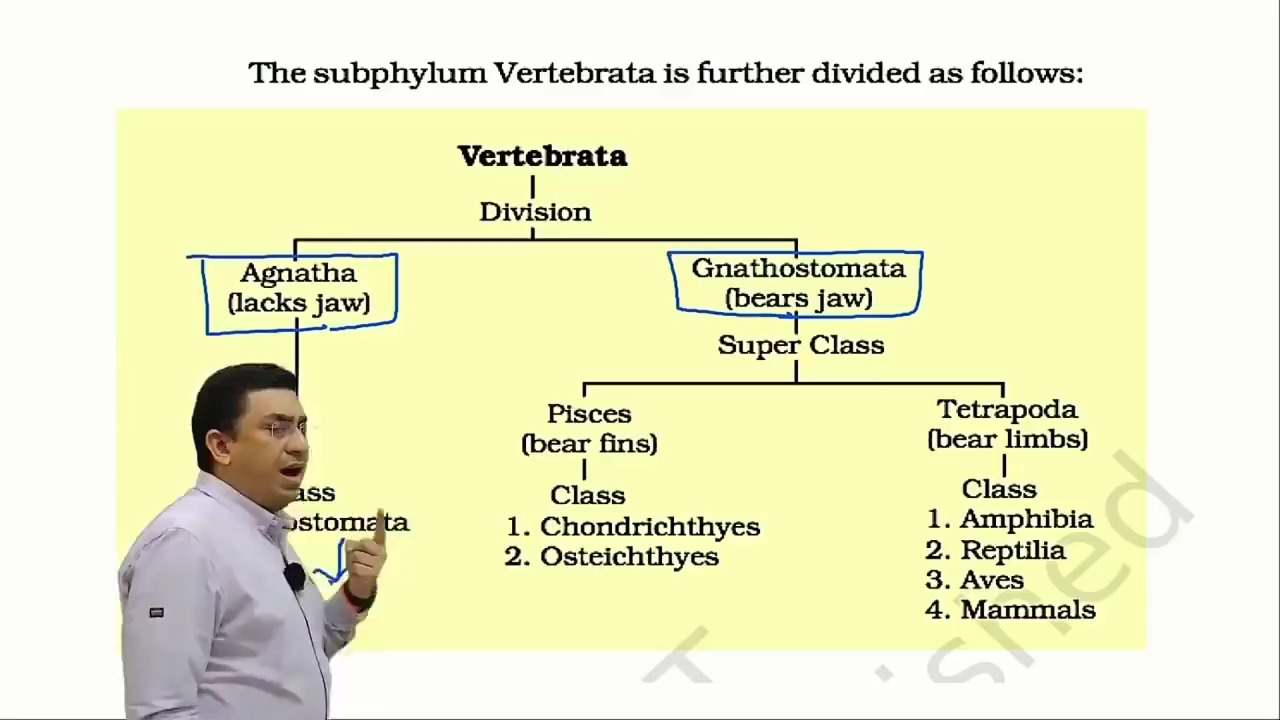 The subphylum Vertebrata is further divided as follows:
Vertebrata
Division
Agnatha
(lacks jaw)
Gnathostomata
(bears jaw)
Super Class
Pisces
(bear fins)
Class
1. Chondrichthyes
2. Osteichthyes
Tetrapoda
(bear limbs)
Class
1. Amphibia
2. Reptilia
3. Aves
4. Mammals